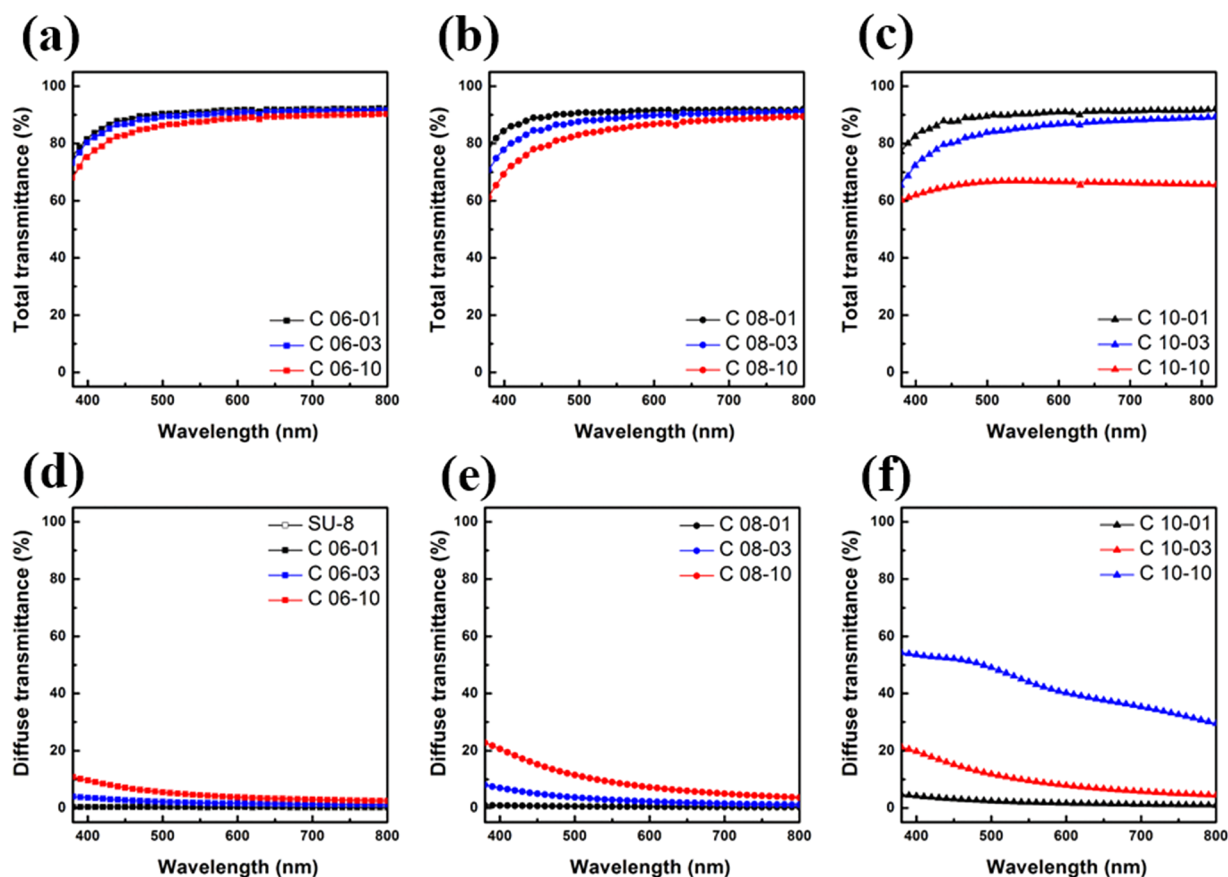 (a)
Total transmittance (%)
100
80
60
40
20
0
C 06-01
C 06-03
C 06-10
400 500 600 700 800
Wavelength (nm)
(b)
Total transmittance (%)
100
80
60
40
20
0
C 08-01
C 08-03
C 08-10
400 500 600 700 800
Wavelength (nm)
(c)
Total transmittance (%)
100
80
60
40
20
0
C 10-01
C 10-03
C 10-10
400 500 600 700 800
Wavelength (nm)
(d)
Diffuse transmittance (%)
100
80
60
40
20
0
SU-8
C 06-01
C 06-03
C 06-10
400 500 600 700 800
Wavelength (nm)
(e)
Diffuse transmittance (%)
100
80
60
40
20
0
C 08-01
C 08-03
C 08-10
400 500 600 700 800
Wavelength (nm)
(f)
Diffuse transmittance (%)
100
80
60
40
20
0
C 10-01
C 10-03
C 10-10
400 500 600 700 800
Wavelength (nm)